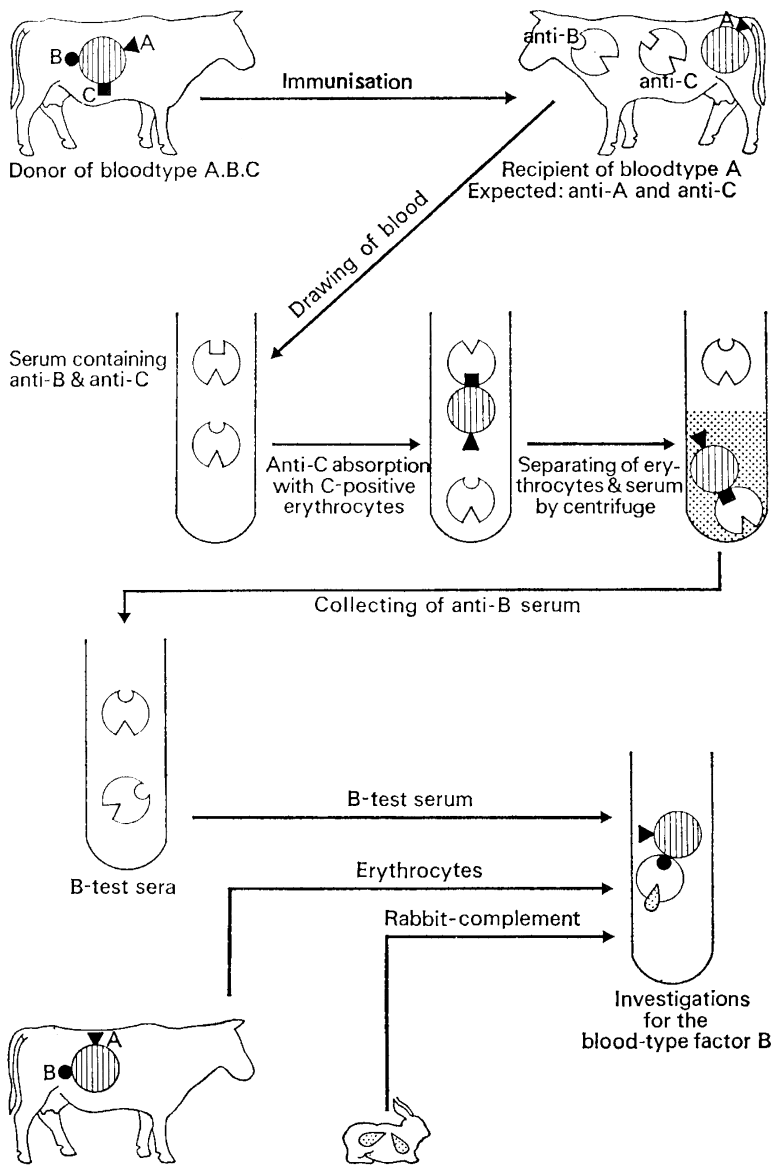 B
A
C
Donor of bloodtype A.B.C
Immunisation
anti-B
anti-C
A
Recipient of bloodtype A
Expected: anti-A and anti-C
Drawing of blood
Serum containing
anti-B & anti-C
Anti-C absorption
with C-positive
erythrocytes
Separating of ery-
throcytes & serum
by centrifuge
Collecting of anti-B serum
B-test sera
B-test serum
Erythrocytes
Rabbit-complement
Investigations
for the
blood-type factor B
A
B